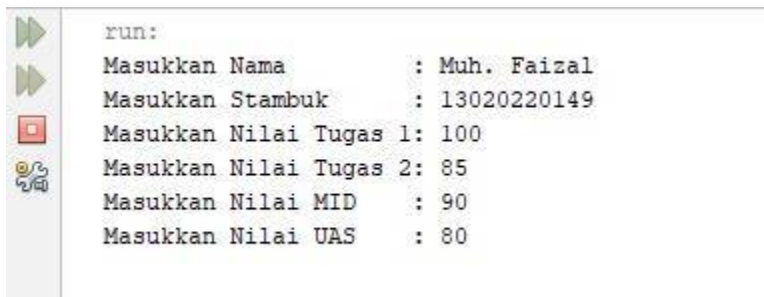 run:
Masukkan Nama : Muh. Faizal
Masukkan Stambuk : 13020220149
Masukkan Nilai Tugas 1: 100
Masukkan Nilai Tugas 2: 85
Masukkan Nilai MID : 90
Masukkan Nilai UAS : 80